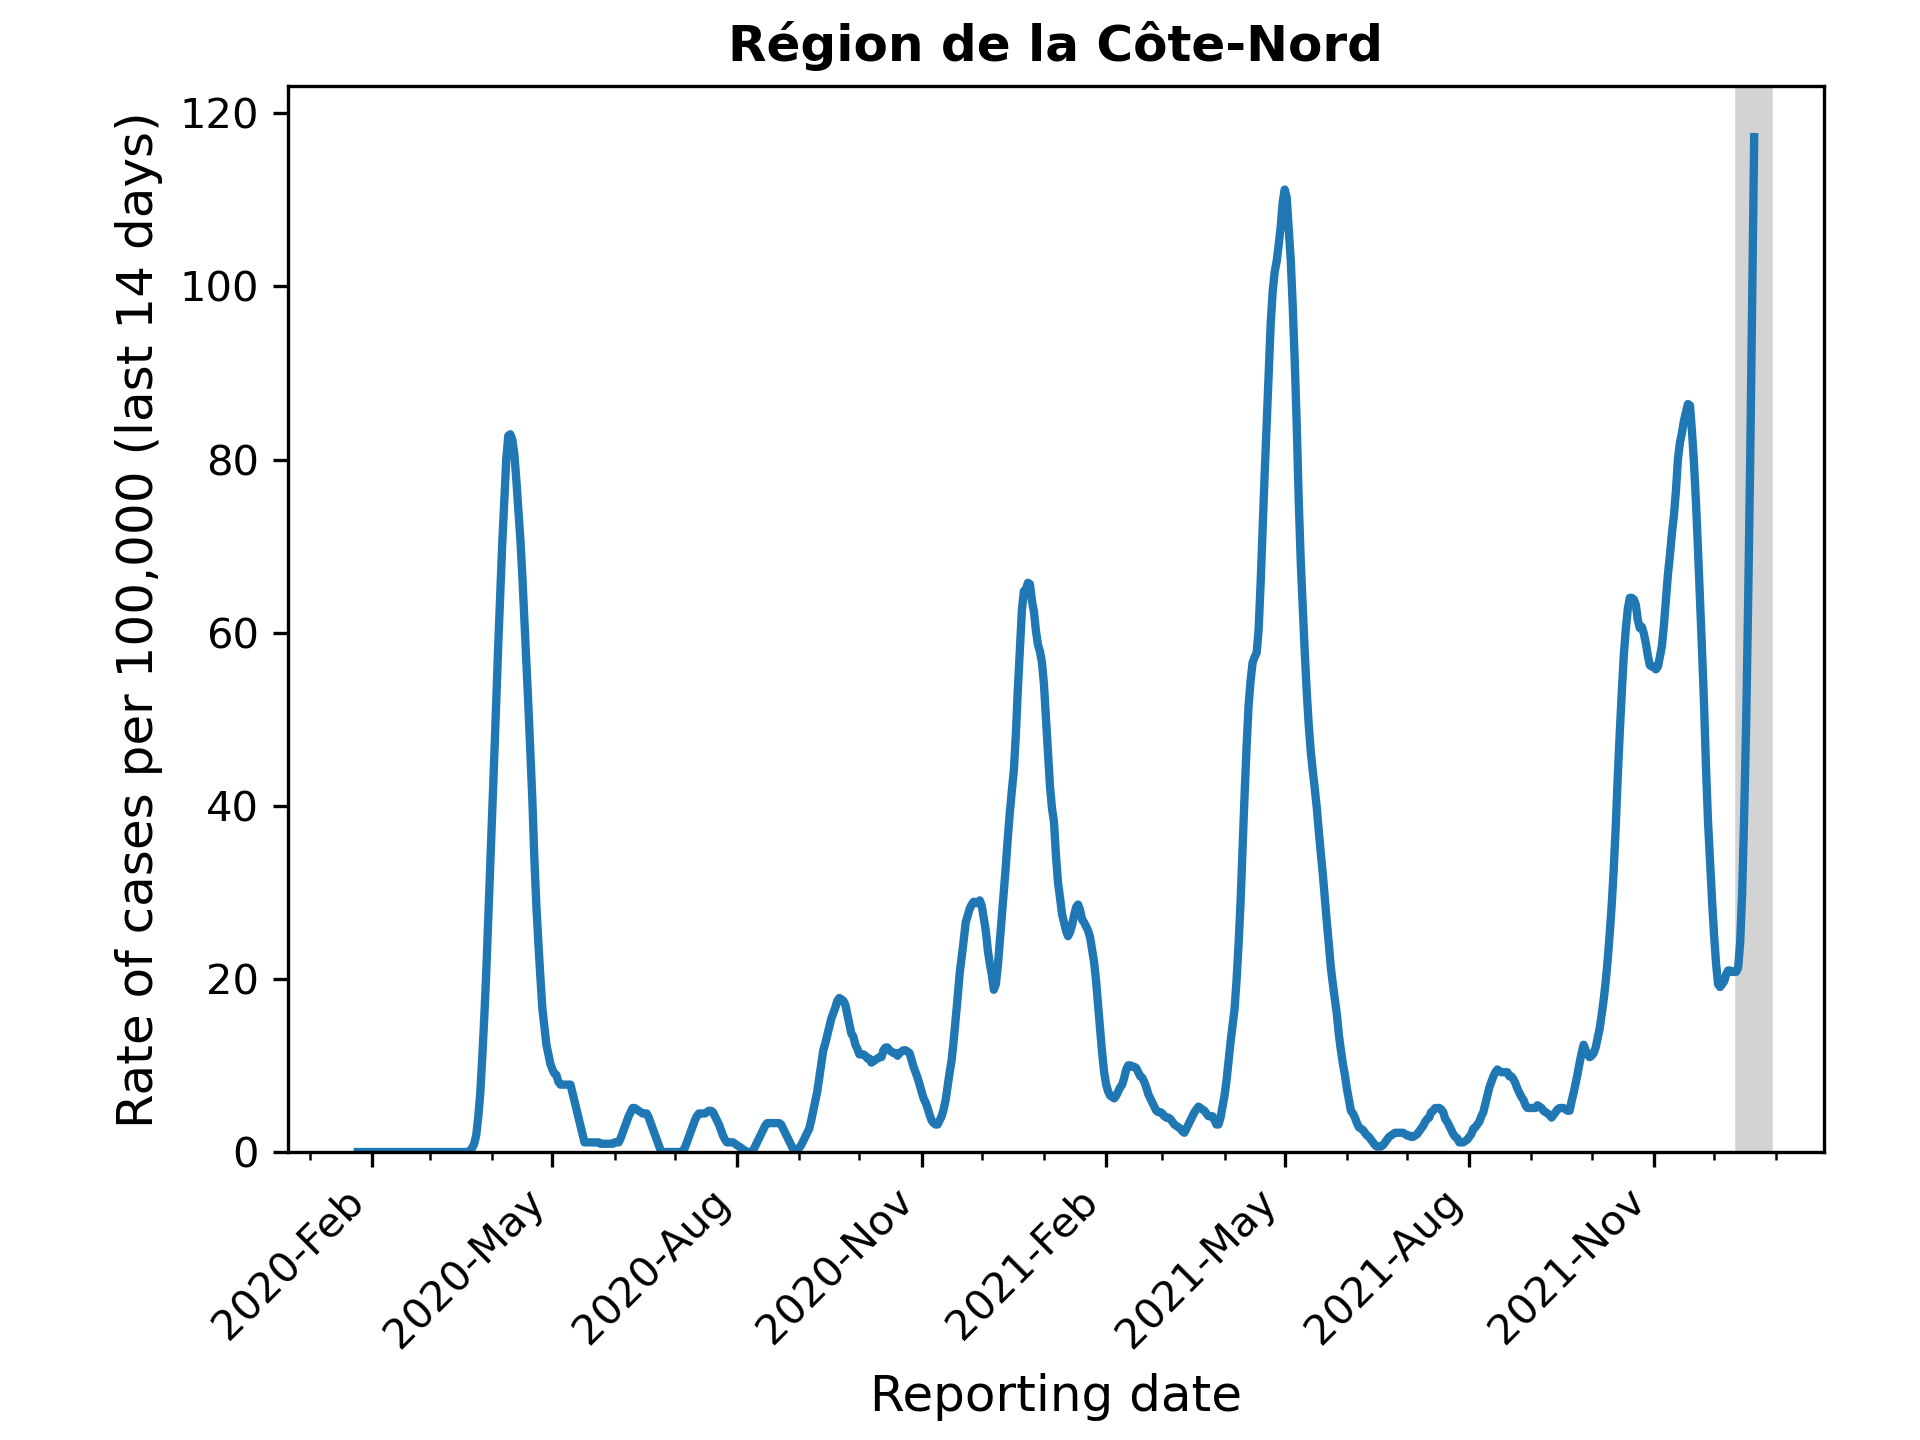 Région de la Côte-Nord
Rate of cases per 100,000 (last 14 days)
120
100
80
60
40
20
0
2020-Feb
2020-May
2020-Aug
2020-Nov
2021-Feb
2021-May
2021-Aug
2021-Nov
Reporting date